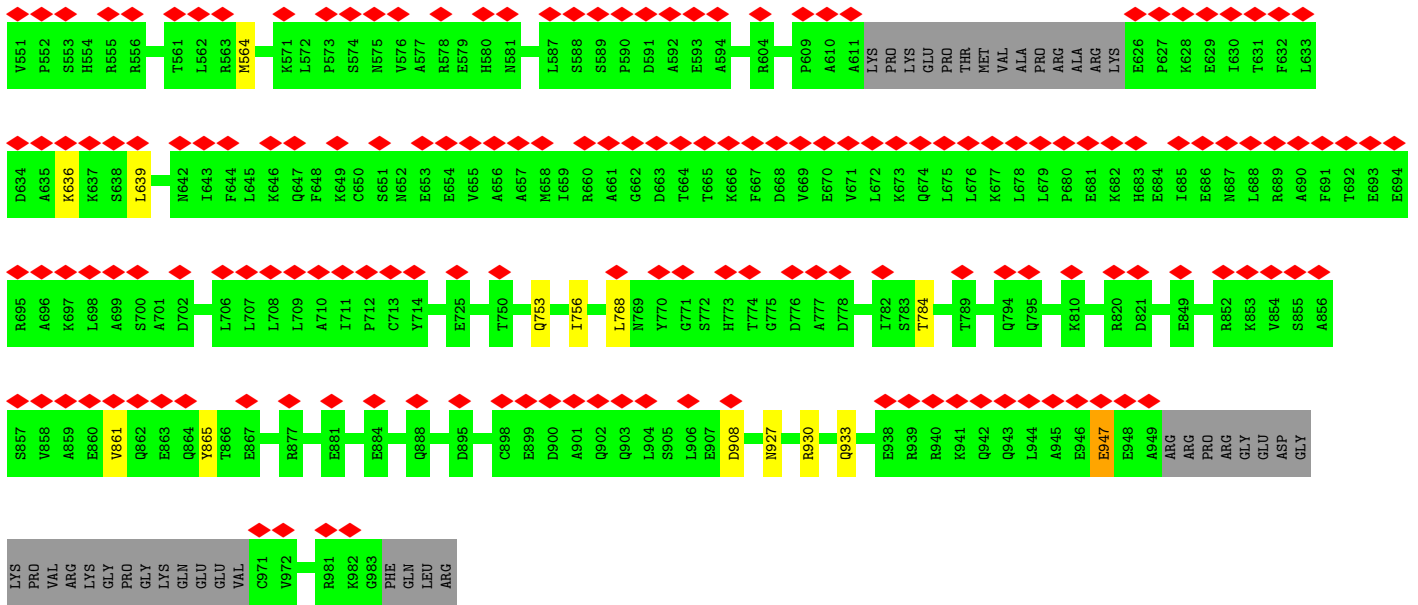 V551 P552 S553 H554 R555 R556 T561 L562 R563 M564 K571 L572 P573 S574 N575 V576 A577 R578 E579 H580 N581 L587 S588 S589 P590 D591 A592 E593 A594 R604 P609 A610 A611 LYS PRO LYS GLU PRO THR MET VAL ALA PRO ARG ALA ARG LYS E626 P627 K628 E629 I630 T631 F632 L633
D634 A635 K636 K637 S638 L639 N642 I643 F644 L645 K646 Q647 F648 K649 C650 S651 N652 E653 E654 V655 A656 A657 M658 I659 R660 A661 G662 D663 T664 T665 K666 F667 D668 V669 E670 V671 L672 K673 Q674 L675 L676 K677 L678 L679 P680 E681 K682 H683 E684 I685 E686 N687 L688 R689 A690 F691 T692 E693 E694
R695 A696 K697 L698 A699 S700 A701 D702 L706 L707 L708 L709 A710 I711 P712 C713 Y714 E725 T750 Q753 I756 L768 N769 Y770 G771 S772 H773 T774 G775 D776 A777 D778 I782 S783 T784 T789 Q794 Q795 K810 R820 D821 E849 R852 K853 V854 S855 A856
S857 V858 A859 E860 V861 Q862 E863 Q864 Y865 T866 E867 R877 E881 E884 Q888 D895 C898 E899 D900 A901 Q902 Q903 L904 S905 L906 E907 D908 N927 R930 Q933 E938 R939 R940 K941 Q942 Q943 L944 A945 E946 E947 E948 A949 ARG ARG PRO ARG GLY GLU ASP GLY
LYS PRO VAL ARG LYS GLY PRO GLY LYS GLN GLU GLU VAL C971 V972 R981 K982 G983 PHE GLN LEU ARG